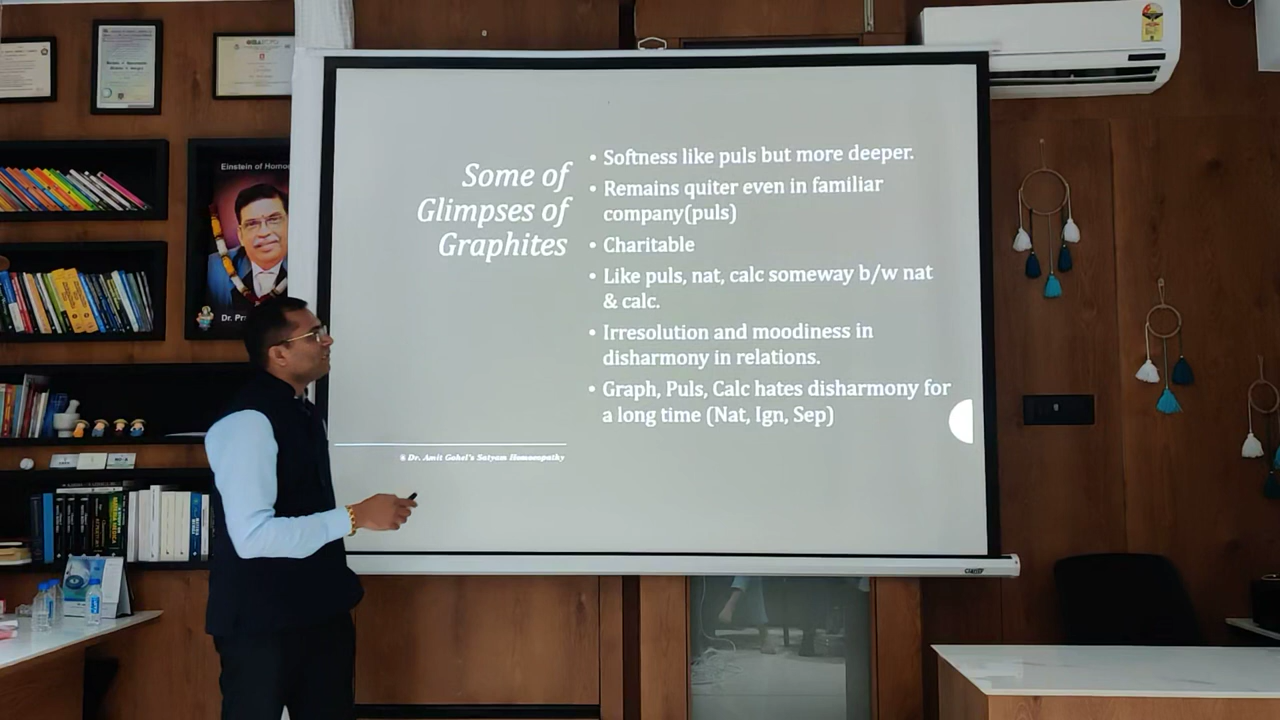 Einstein of Homoe
Some of
Glimpses of
Graphites
• Softness like puls but more deeper.
• Remains quiter even in familiar
company(puls)
• Charitable
• Like puls, nat, calc someway b/w nat
& calc.
• Irresolution and moodiness in
disharmony in relations.
• Graph, Puls, Calc hates disharmony for
a long time (Nat, Ign, Sep)
Dr. Amit Gohel's Satyam Homoeopathy